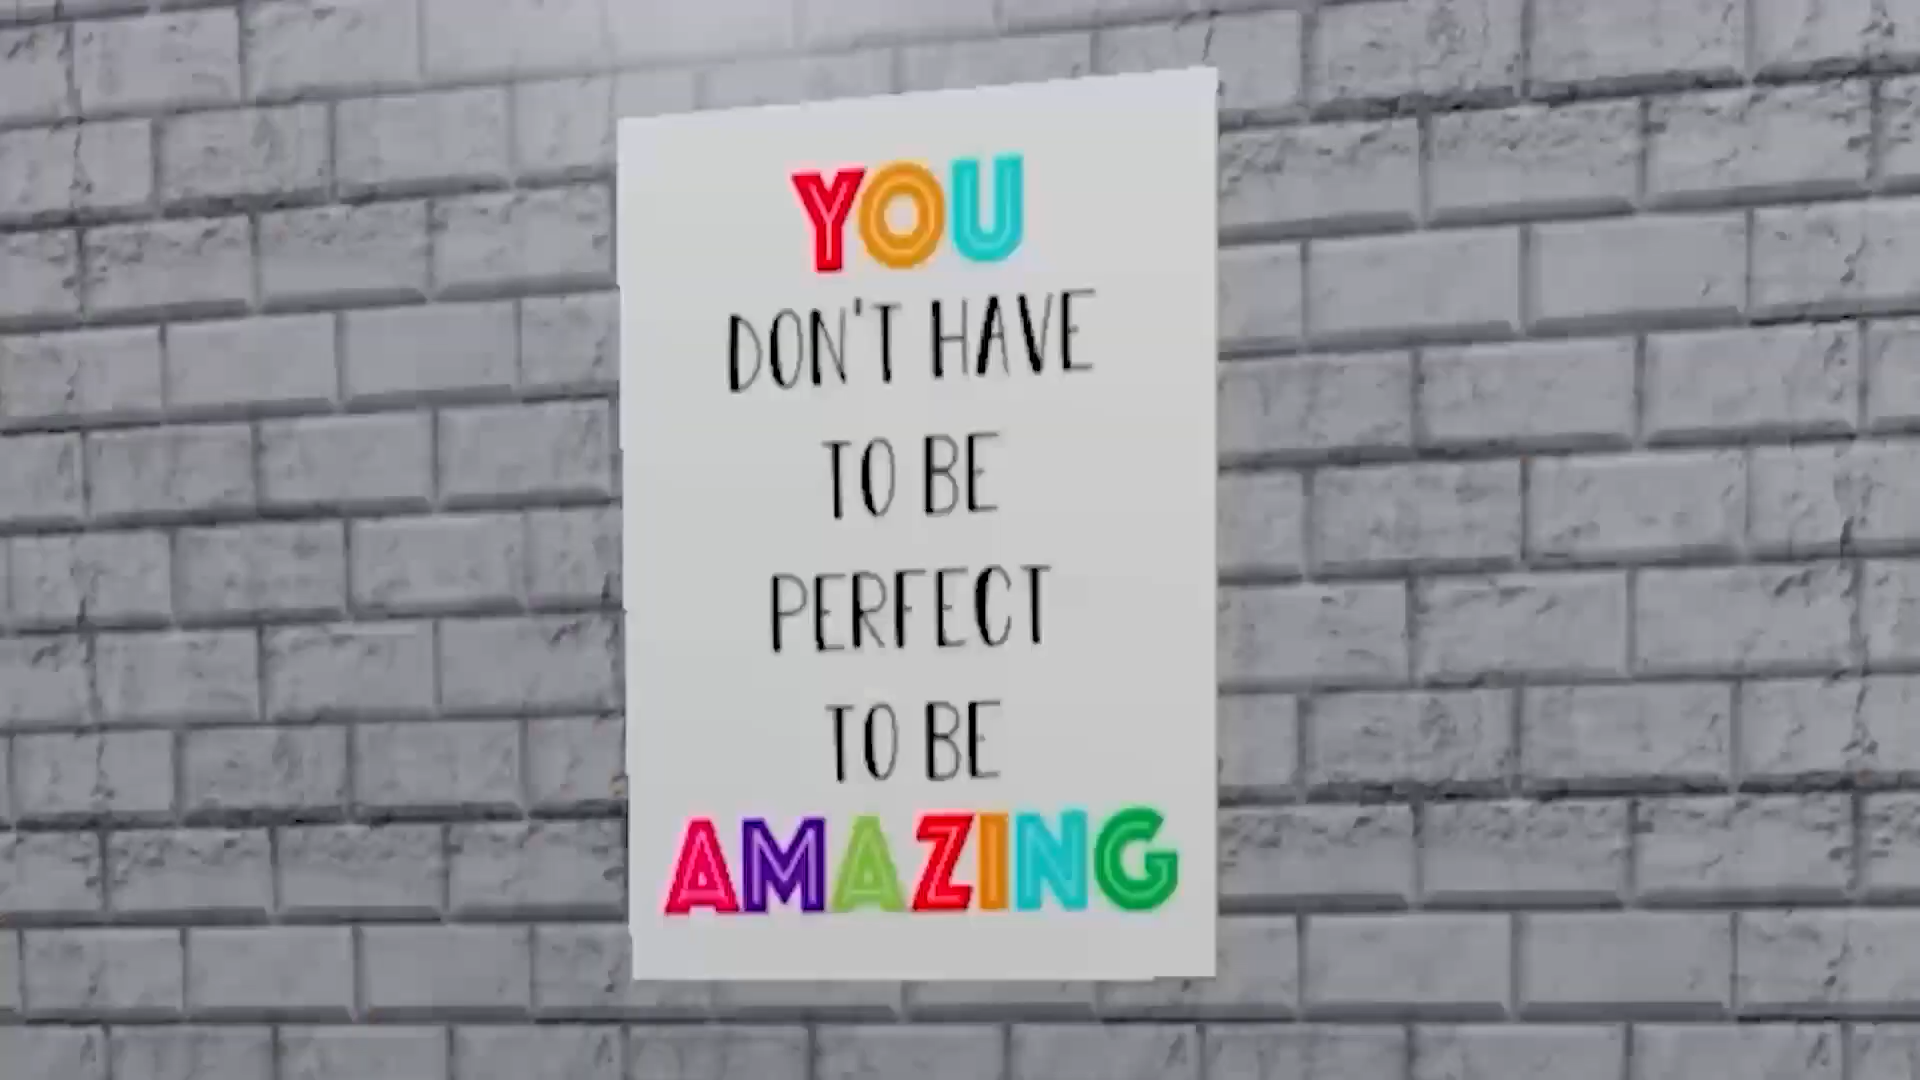 YOU
DON'T HAVE
TO BE
PERFECT
TO BE
AMAZING